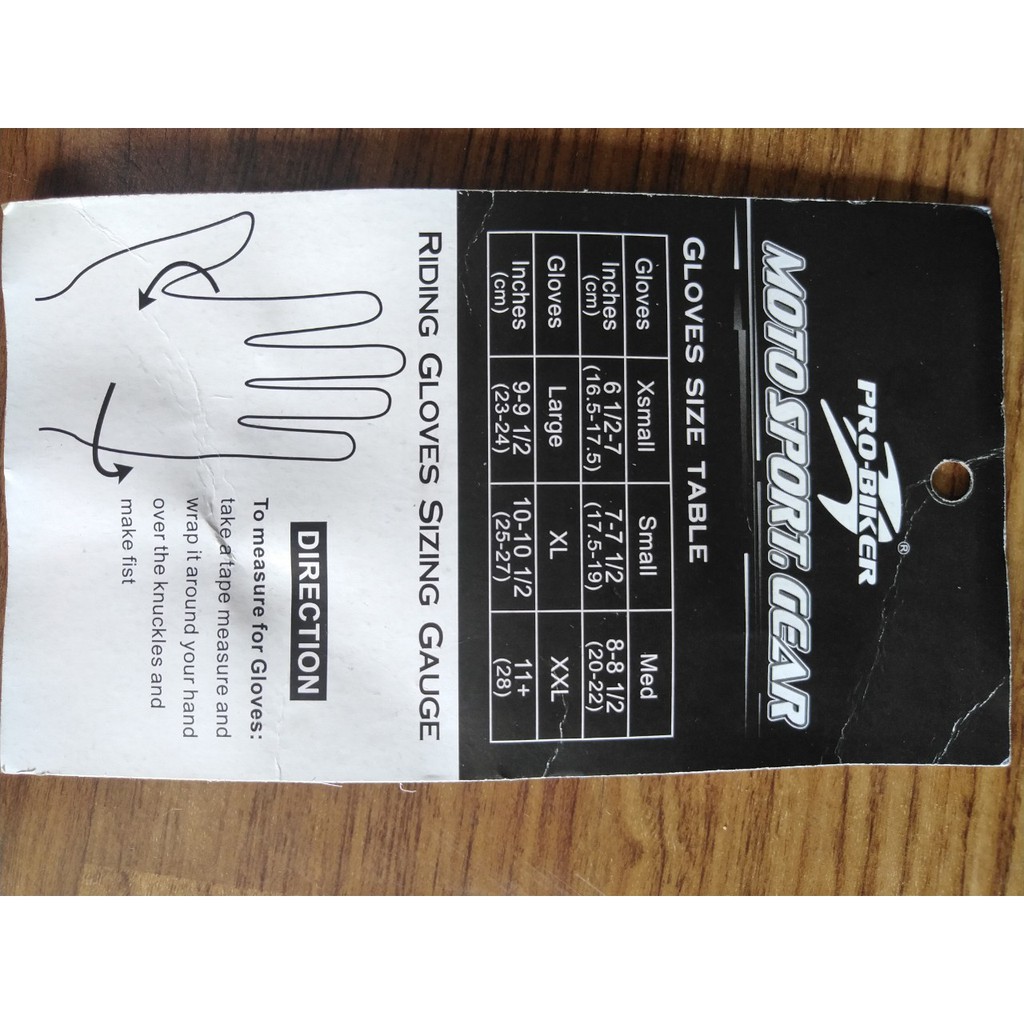 PRO-BIKER®
MOTO SPORT. GEAR
GLOVES SIZE TABLE
Gloves Xsmall Small Med
Inches (cm) 6 1/2-7 (16.5-17.5) 7-7 1/2 (17.5-19) 8-8 1/2 (20-22)
Gloves Large XL XXL
Inches (cm) 9-9 1/2 (23-24) 10-10 1/2 (25-27) 11+ (28)
RIDING GLOVES SIZING GAUGE
DIRECTION
To measure for Gloves:
take a tape measure and
wrap it around your hand
over the knuckles and
make fist